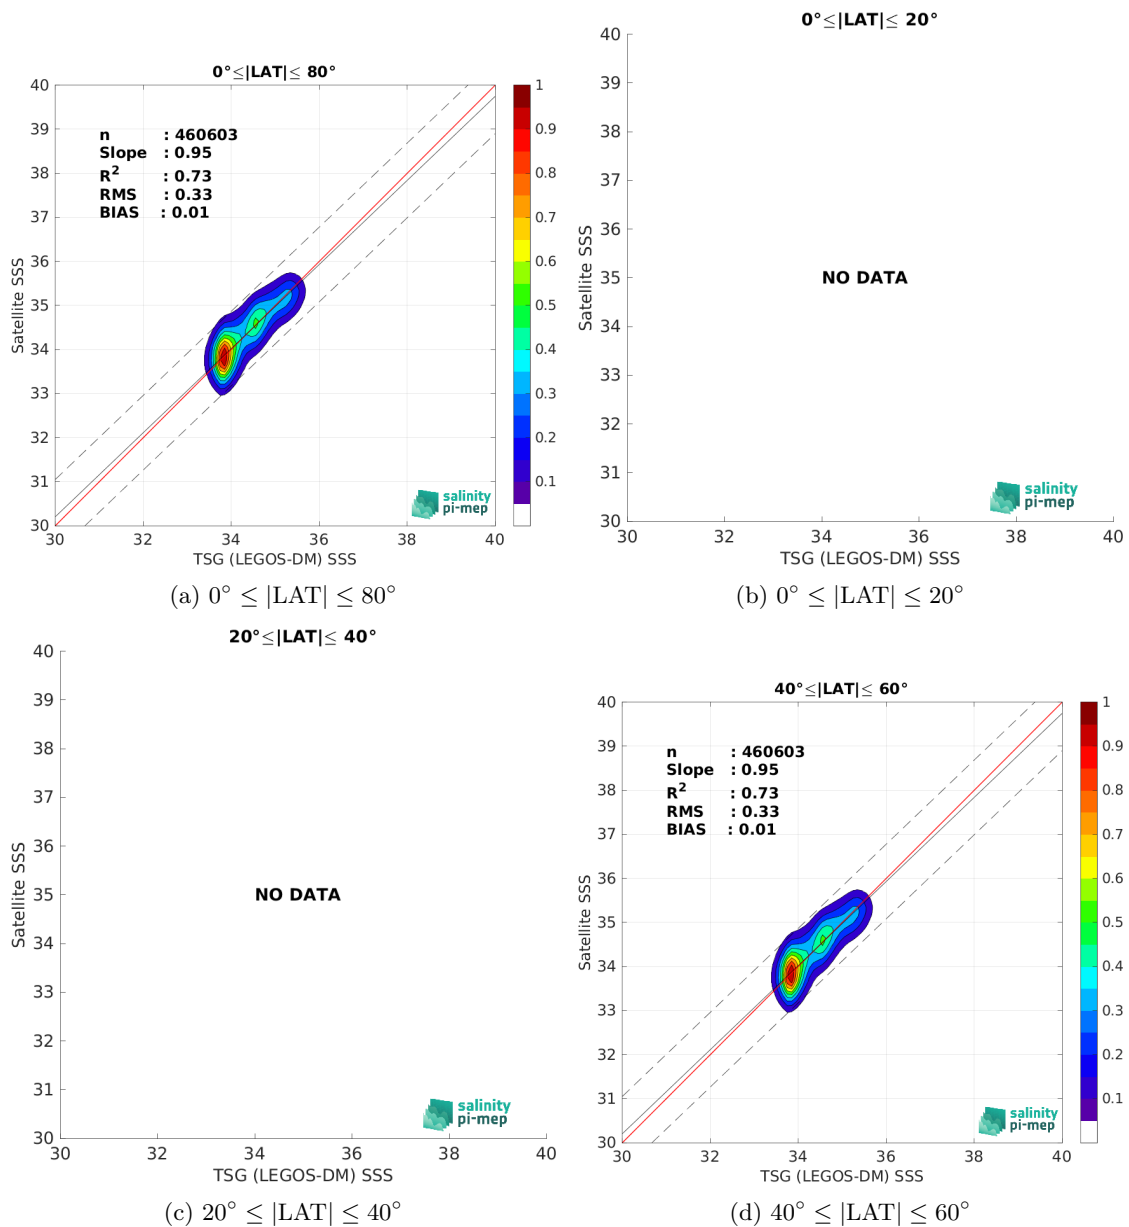 0°≤|LAT|≤ 80°
40
39
38
37
36
35
34
33
32
31
30
Satellite SSS
n : 460603
Slope : 0.95
R² : 0.73
RMS : 0.33
BIAS : 0.01
1
0.9
0.8
0.7
0.6
0.5
0.4
0.3
0.2
0.1
salinity
pi-mep
30 32 34 36 38 40
TSG (LEGOS-DM) SSS
(a) 0° ≤ |LAT| ≤ 80°
0°≤|LAT|≤ 20°
40
39
38
37
36
35
34
33
32
31
30
Satellite SSS
NO DATA
salinity
pi-mep
30 32 34 36 38 40
TSG (LEGOS-DM) SSS
(b) 0° ≤ |LAT| ≤ 20°
20°≤|LAT|≤ 40°
40
39
38
37
36
35
34
33
32
31
30
Satellite SSS
NO DATA
salinity
pi-mep
30 32 34 36 38 40
TSG (LEGOS-DM) SSS
(c) 20° ≤ |LAT| ≤ 40°
40°≤|LAT|≤ 60°
40
39
38
37
36
35
34
33
32
31
30
Satellite SSS
n : 460603
Slope : 0.95
R² : 0.73
RMS : 0.33
BIAS : 0.01
1
0.9
0.8
0.7
0.6
0.5
0.4
0.3
0.2
0.1
salinity
pi-mep
30 32 34 36 38 40
TSG (LEGOS-DM) SSS
(d) 40° ≤ |LAT| ≤ 60°